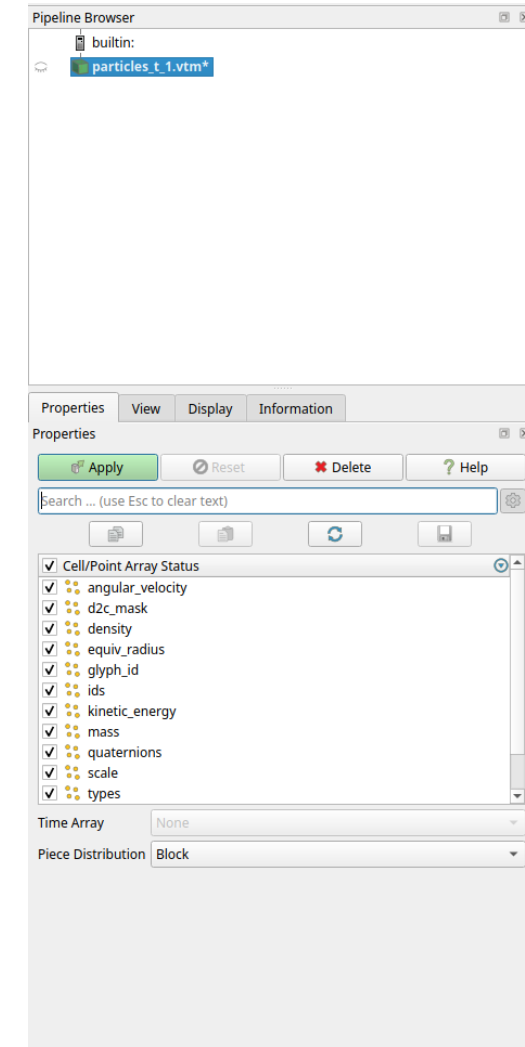 Pipeline Browser
builtin:
particles_t_1.vtm*
Properties View Display Information
Properties
Apply Reset Delete ? Help
Search ... (use Esc to clear text)
Cell/Point Array Status
angular_velocity
d2c_mask
density
equiv_radius
glyph_id
ids
kinetic_energy
mass
quaternions
scale
types
Time Array None
Piece Distribution Block